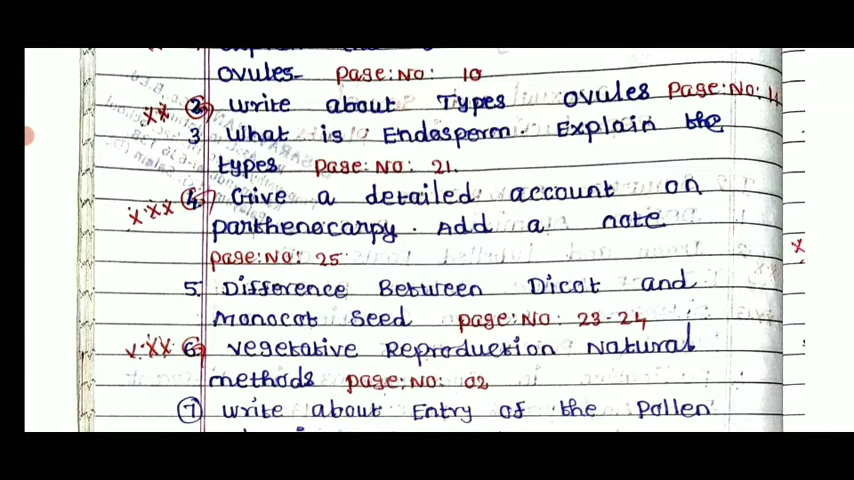 ovules- Page:No: 10
xx 2, Write about Types ovules Page:No: 11
3 What is Endosperm. Explain the
types Page:No: 21.
x.xx 4, Give a detailed account on
parthenocarpy. Add a note
Page:No: 25
5. Difference Between Dicot and
Monocot Seed Page:No: 23-24
x.xx 6, Vegetative Reproduction Natural
methods Page:No: 02
7 Write about Entry of the Pollen